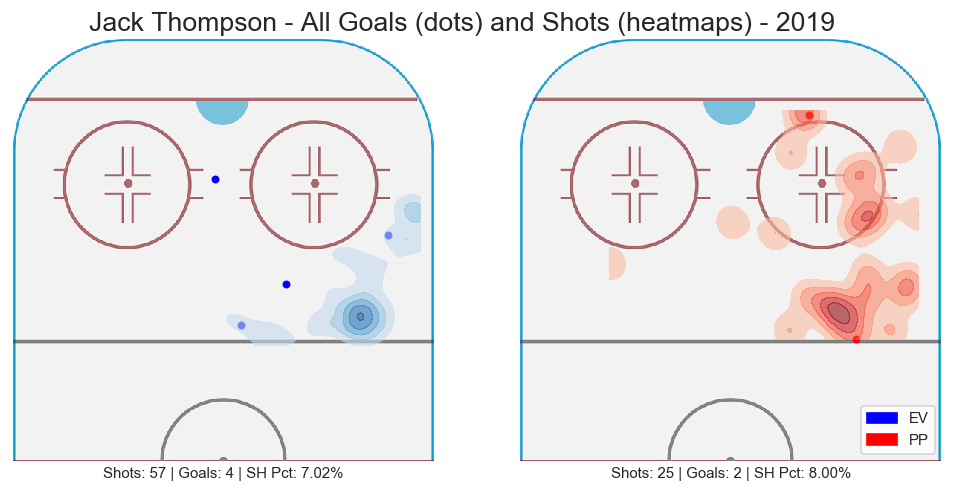 Jack Thompson - All Goals (dots) and Shots (heatmaps) - 2019
EV
PP
Shots: 57 | Goals: 4 | SH Pct: 7.02%
Shots: 25 | Goals: 2 | SH Pct: 8.00%